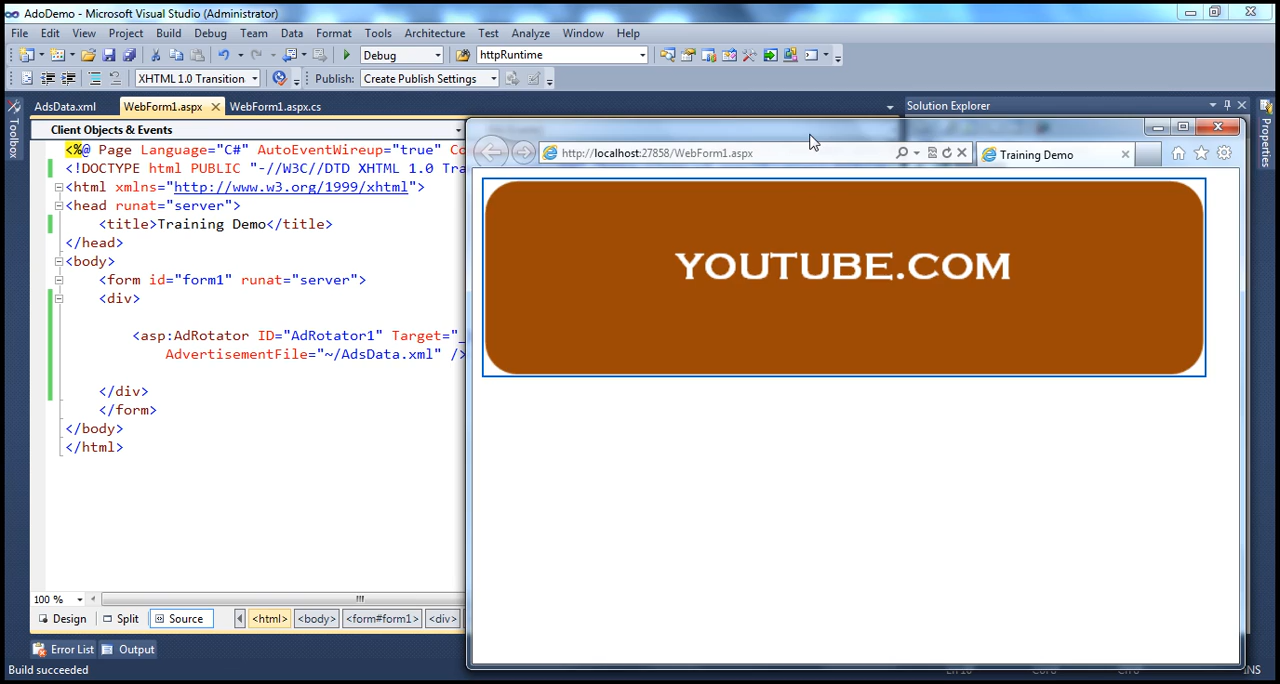 AdoDemo - Microsoft Visual Studio (Administrator)
File Edit View Project Build Debug Team Data Format Tools Architecture Test Analyze Window Help
Debug httpRuntime
XHTML 1.0 Transition Publish: Create Publish Settings
AdsData.xml WebForm1.aspx WebForm1.aspx.cs Solution Explorer
Toolbox
Properties
Client Objects & Events
<%@ Page Language="C#" AutoEventWireup="true" Co
<!DOCTYPE html PUBLIC "-//W3C//DTD XHTML 1.0 Tra
<html xmlns="http://www.w3.org/1999/xhtml">
<head runat="server">
<title>Training Demo</title>
</head>
<body>
<form id="form1" runat="server">
<div>
<asp:AdRotator ID="AdRotator1" Target="_
AdvertisementFile="~/AdsData.xml" />
</div>
</form>
</body>
</html>
http://localhost:27858/WebForm1.aspx
Training Demo
YOUTUBE.COM
100 %
Design Split Source <html> <body> <form#form1> <div>
Error List Output
Build succeeded
INS